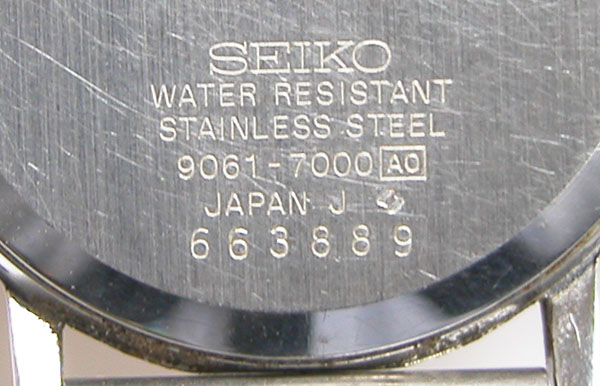 SEIKO
WATER RESISTANT
STAINLESS STEEL
9061-7000 A0
JAPAN J
663889